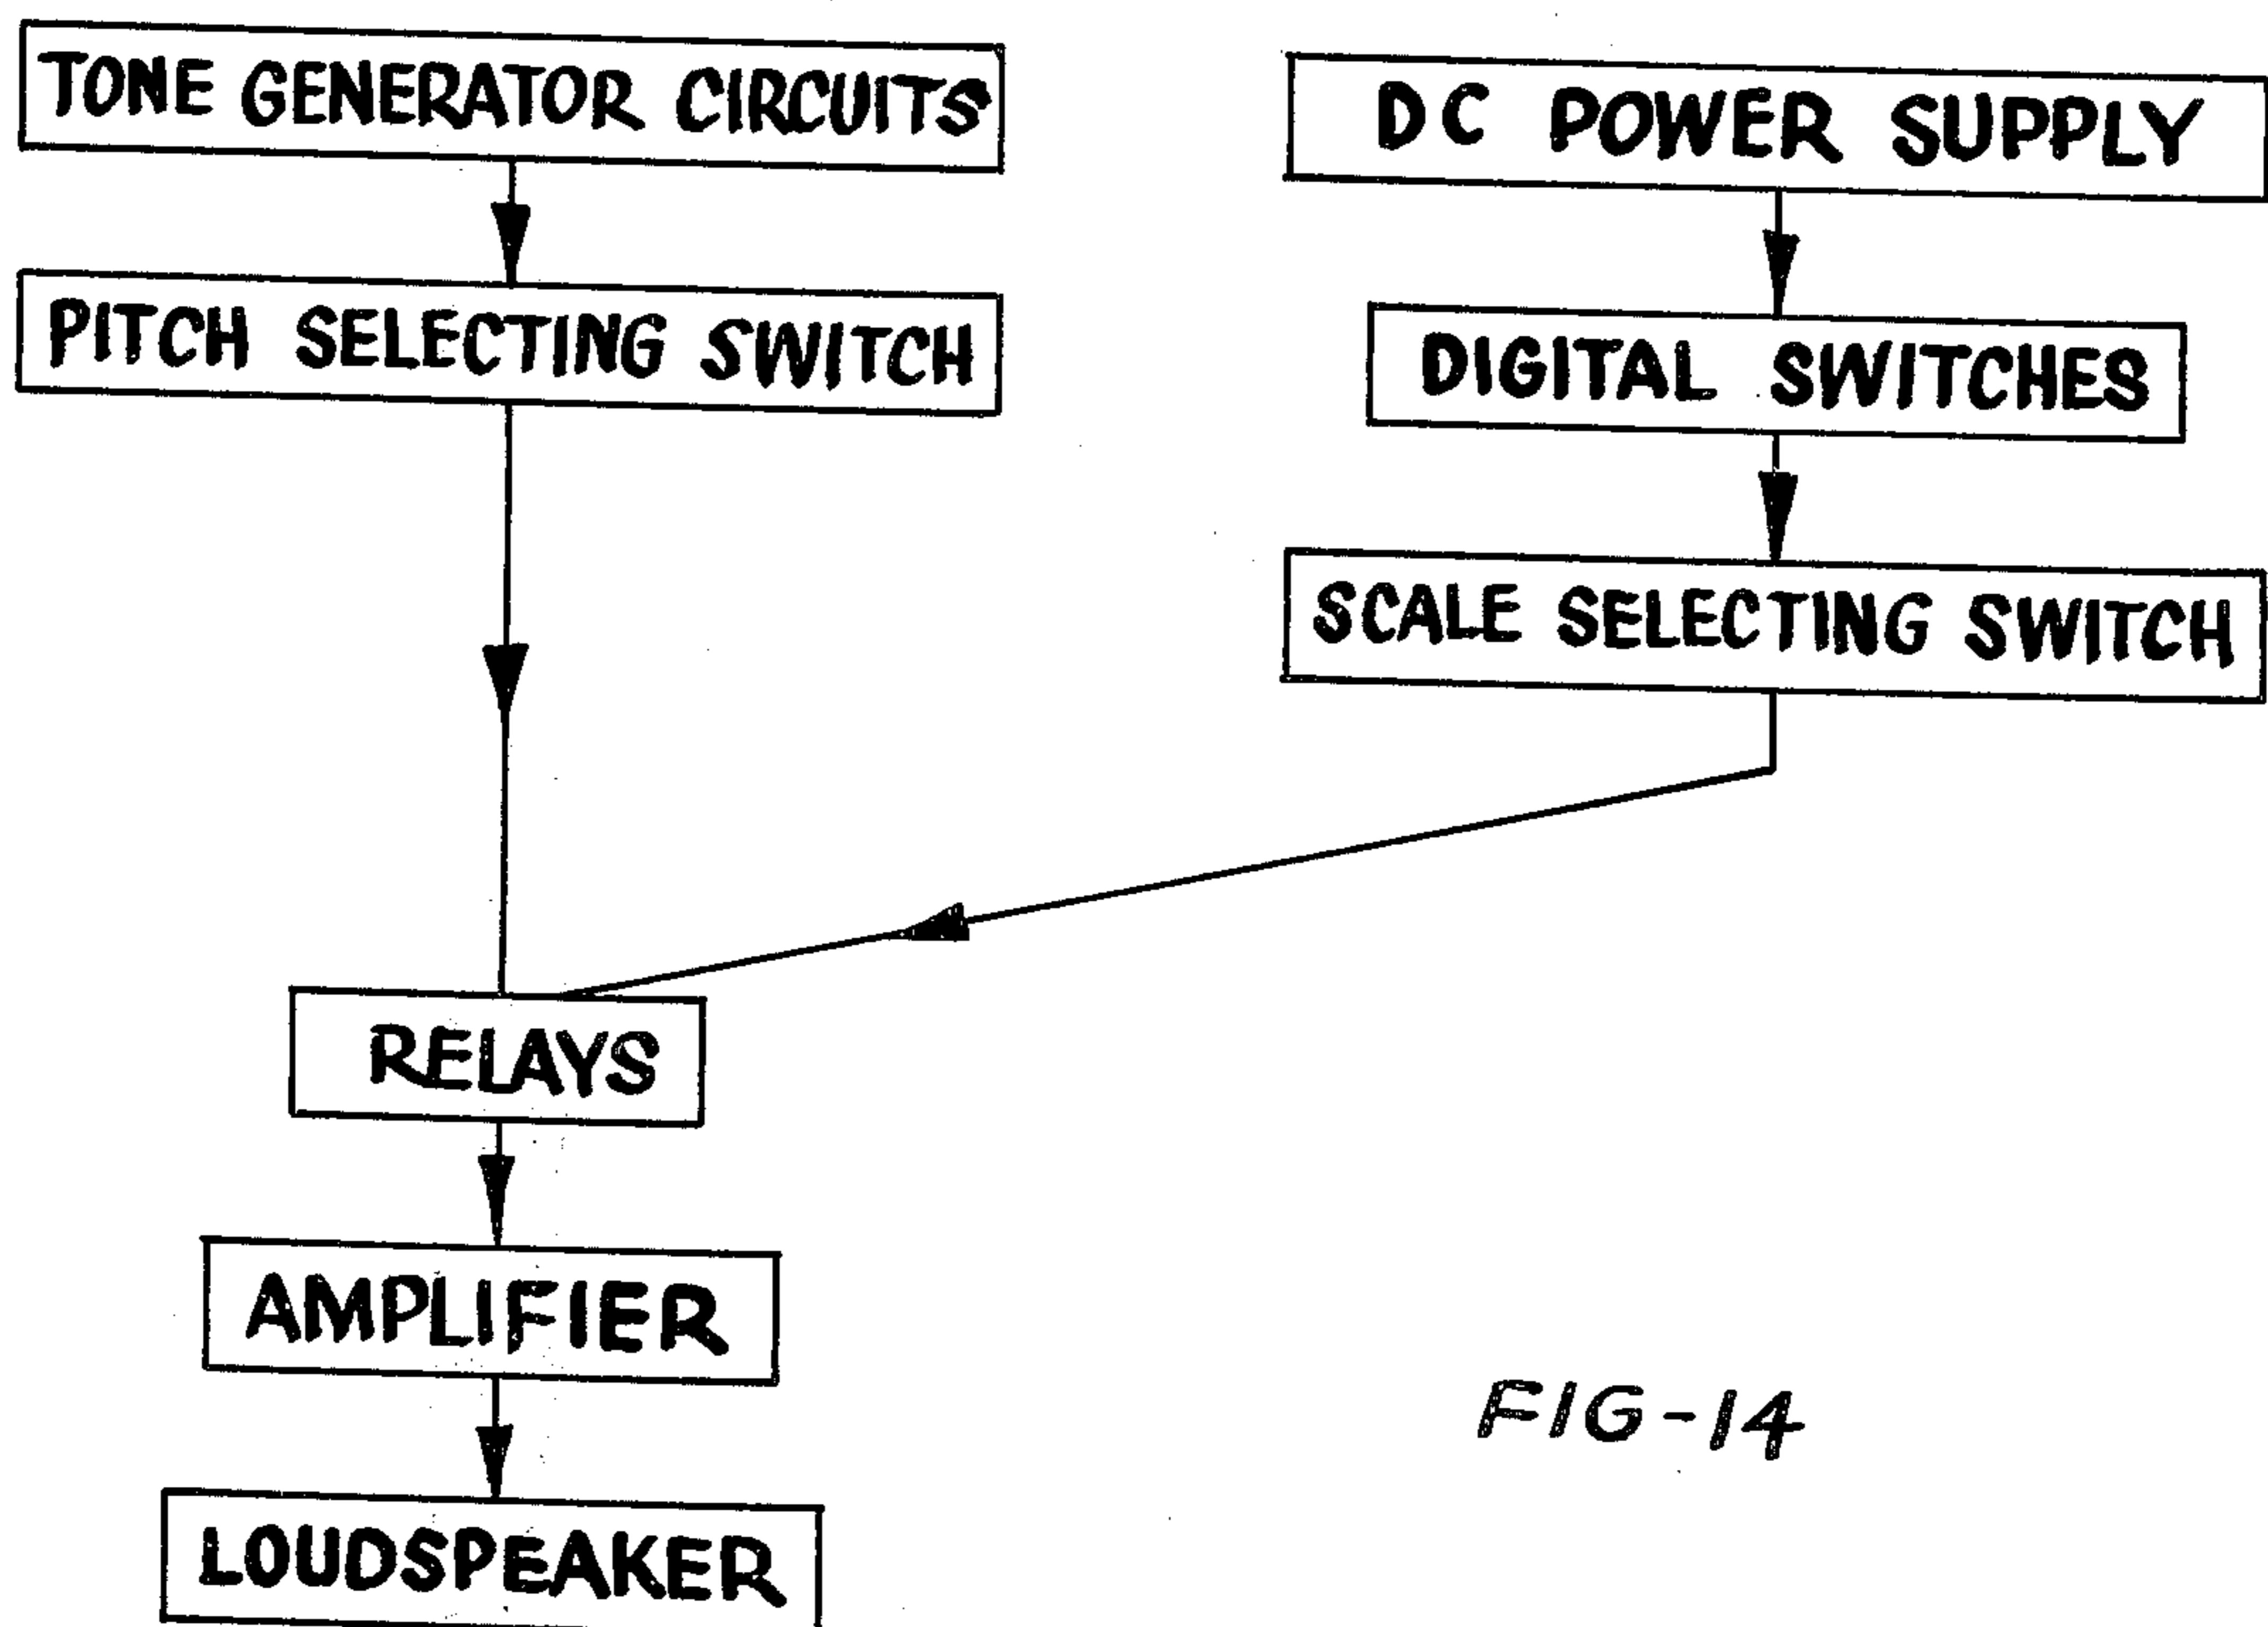 TONE GENERATOR CIRCUITS
DC POWER SUPPLY
PITCH SELECTING SWITCH
DIGITAL SWITCHES
SCALE SELECTING SWITCH
RELAYS
AMPLIFIER
LOUDSPEAKER
FIG-14